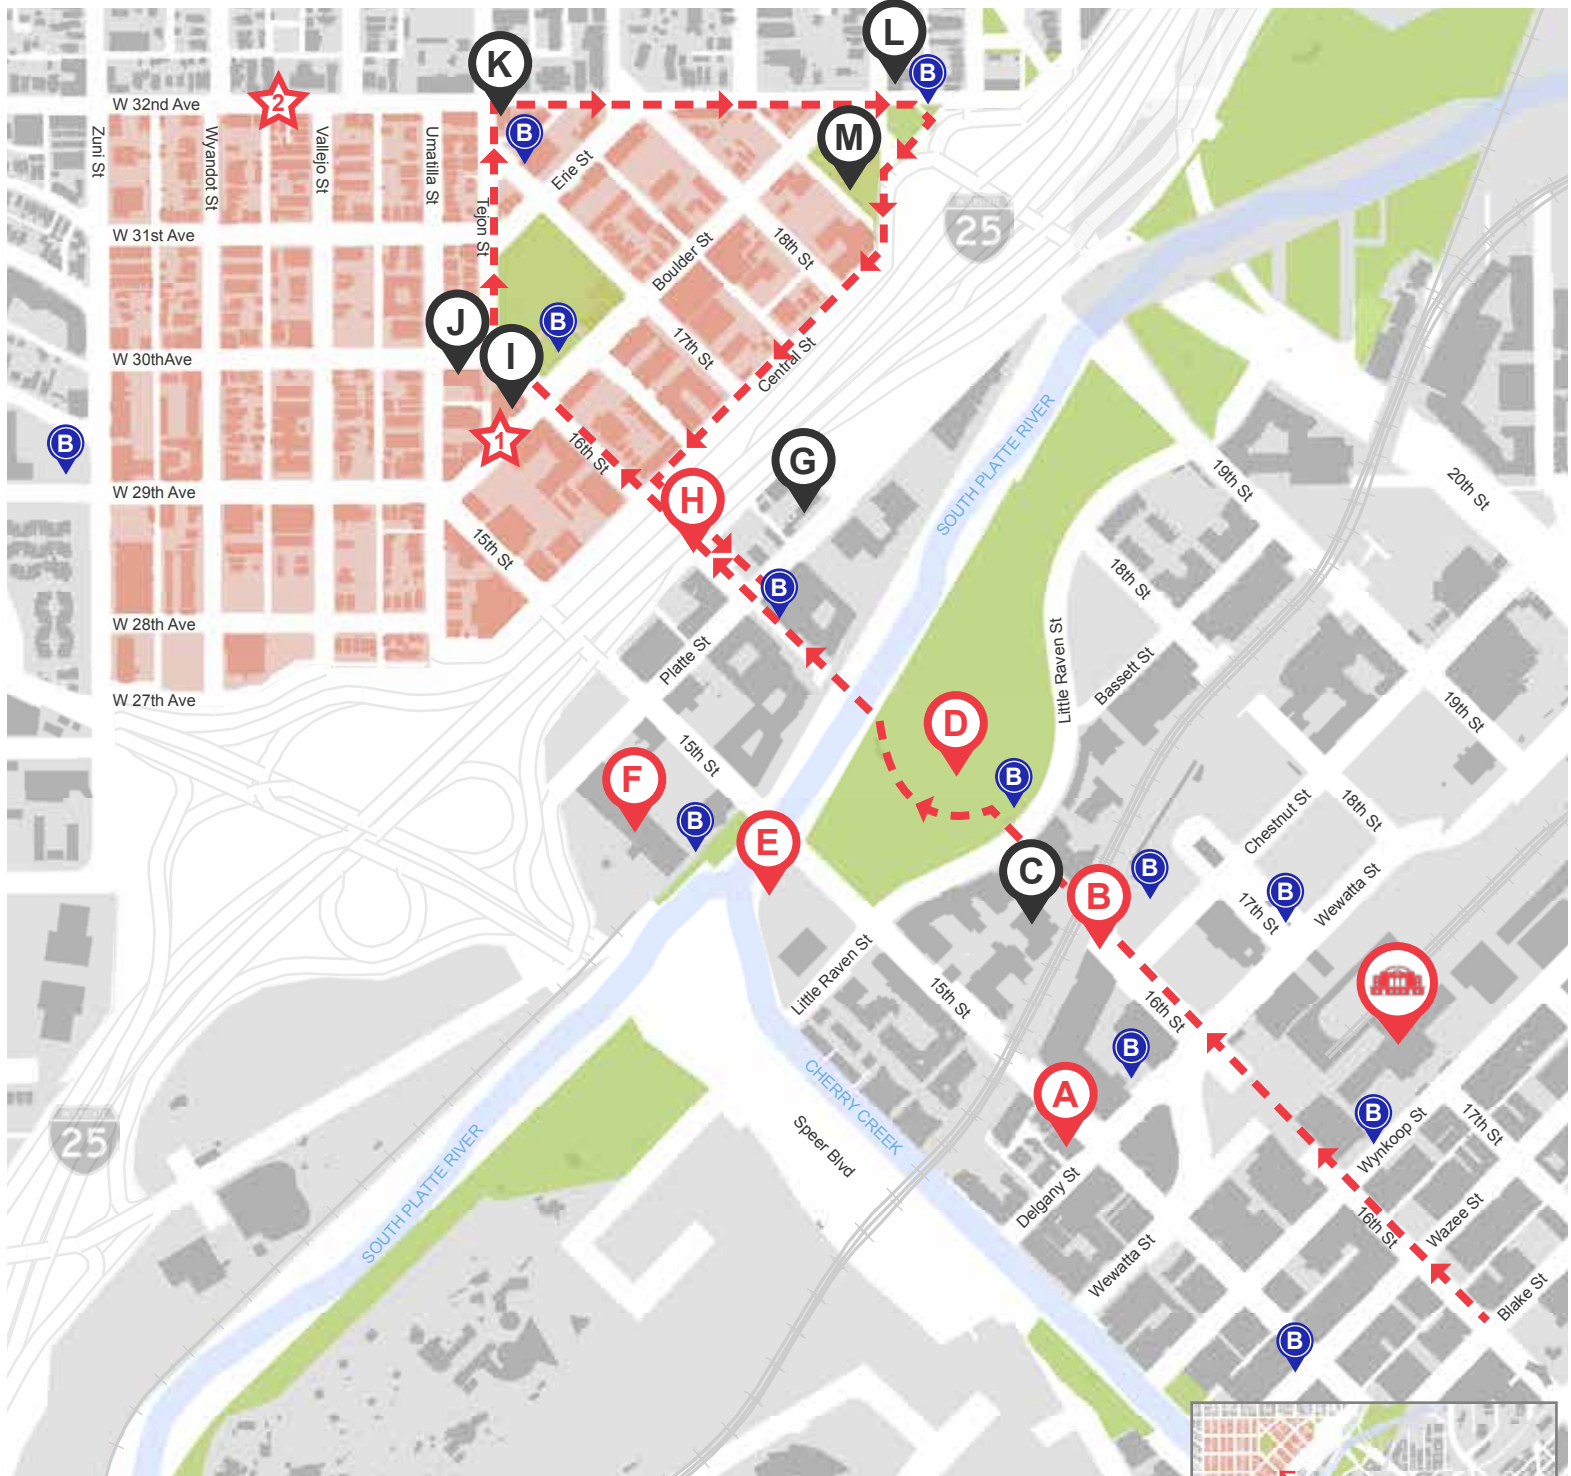 L
K
B
2
W 32nd Ave
B
M
Zuni St
Wyandot St
Vallejo St
Umatilla St
Erie St
Tejon St
25
W 31st Ave
18th St
Boulder St
J
B
I
17th St
W 30thAve
Central St
SOUTH PLATTE RIVER
B
1
16th St
G
19th St
20th St
W 29th Ave
H
15th St
18th St
B
W 28th Ave
Platte St
Little Raven St
Bassett St
W 27th Ave
19th St
D
15th St
F
B
B
E
Chestnut St
18th St
C
B
B
B
17th St
Wewatta St
Little Raven St
15th St
16th St
B
CHERRY CREEK
A
B
17th St
25
Speer Blvd
Wynkoop St
SOUTH PLATTE RIVER
Delgany St
16th St
Wazee St
Wewatta St
Blake St
B